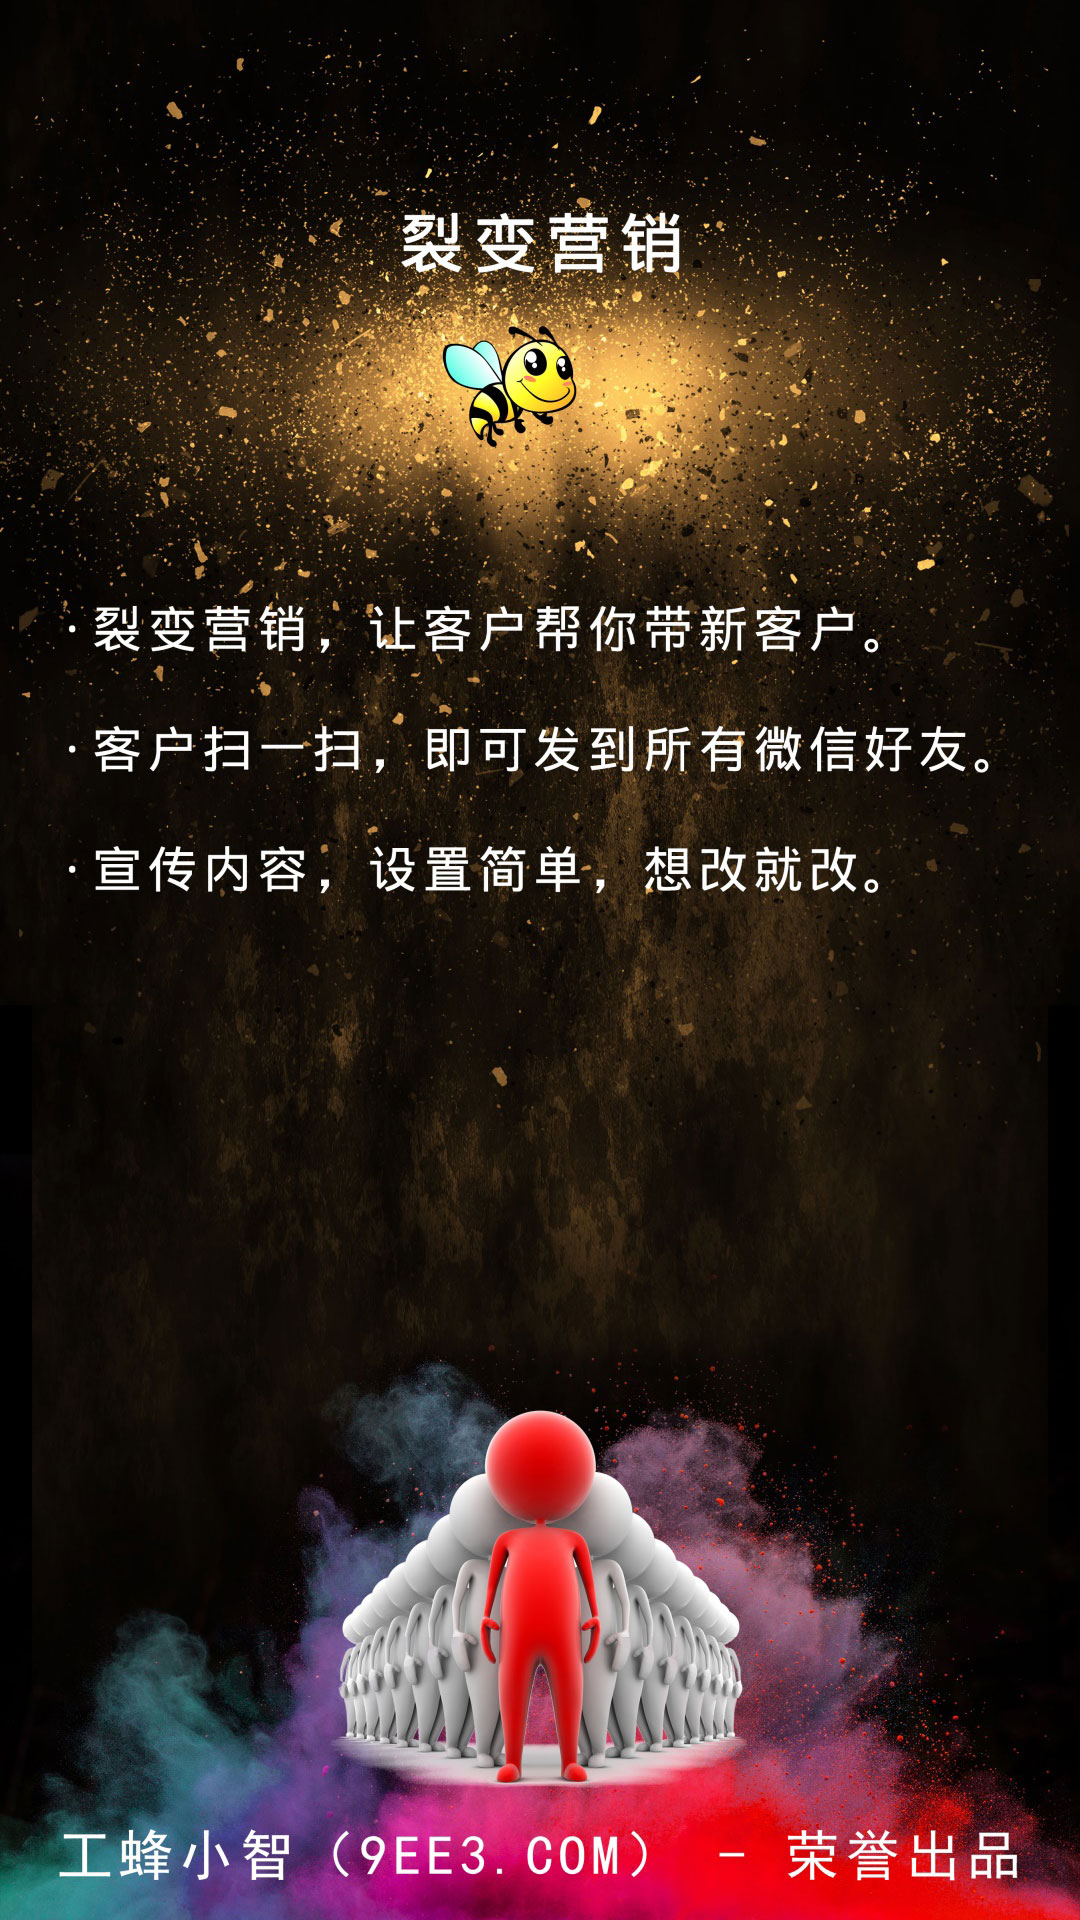 裂变营销
·裂变营销，让客户帮你带新客户。
·客户扫一扫，即可发到所有微信好友。
·宣传内容，设置简单，想改就改。
工蜂小智（9EE3.COM） - 荣誉出品